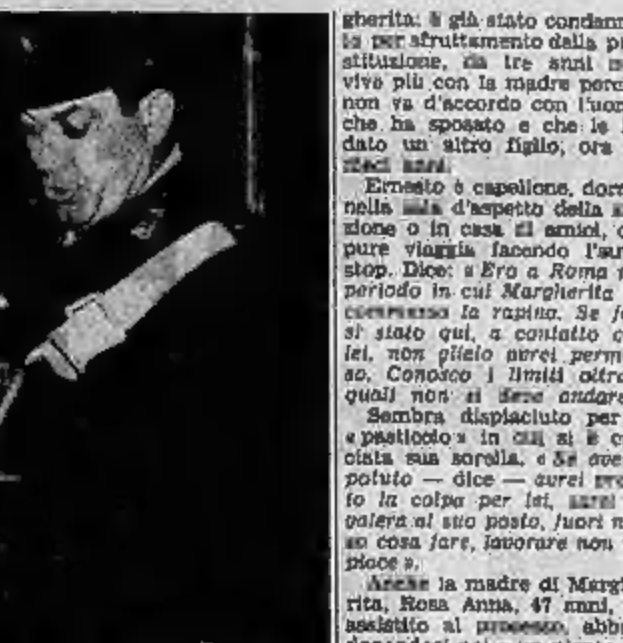 gherita: è già stato condann
to per sfruttamento della pr
stituzione, da tre anni
vive più con la madre perc
non va d'accordo con l'uom
che ha sposato e che le
dato un altro figlio, ora
dieci anni.
Ernesto è capellone, dorm
nella sala d'aspetto della
zione o in casa di amici, o
pure viaggia facendo l'au
stop. Dice: « Ero a Roma
periodo in cui Margherita
commesso la rapina. Se fo
si stato qui, a contatto c
lei, non glielo avrei perm
so. Conosco i limiti oltre
quali non si deve andare
Sembra dispiaciuto per
« pasticcio » in cui si è c
ciata sua sorella. « Se ave
potuto — dice — avrei
to la colpa per lei, sarei
galera al suo posto, fuori n
so cosa fare, lavorare non
piace ».
Anche la madre di Margh
rita, Rosa Anna, 47 anni,
assistito al processo, abb